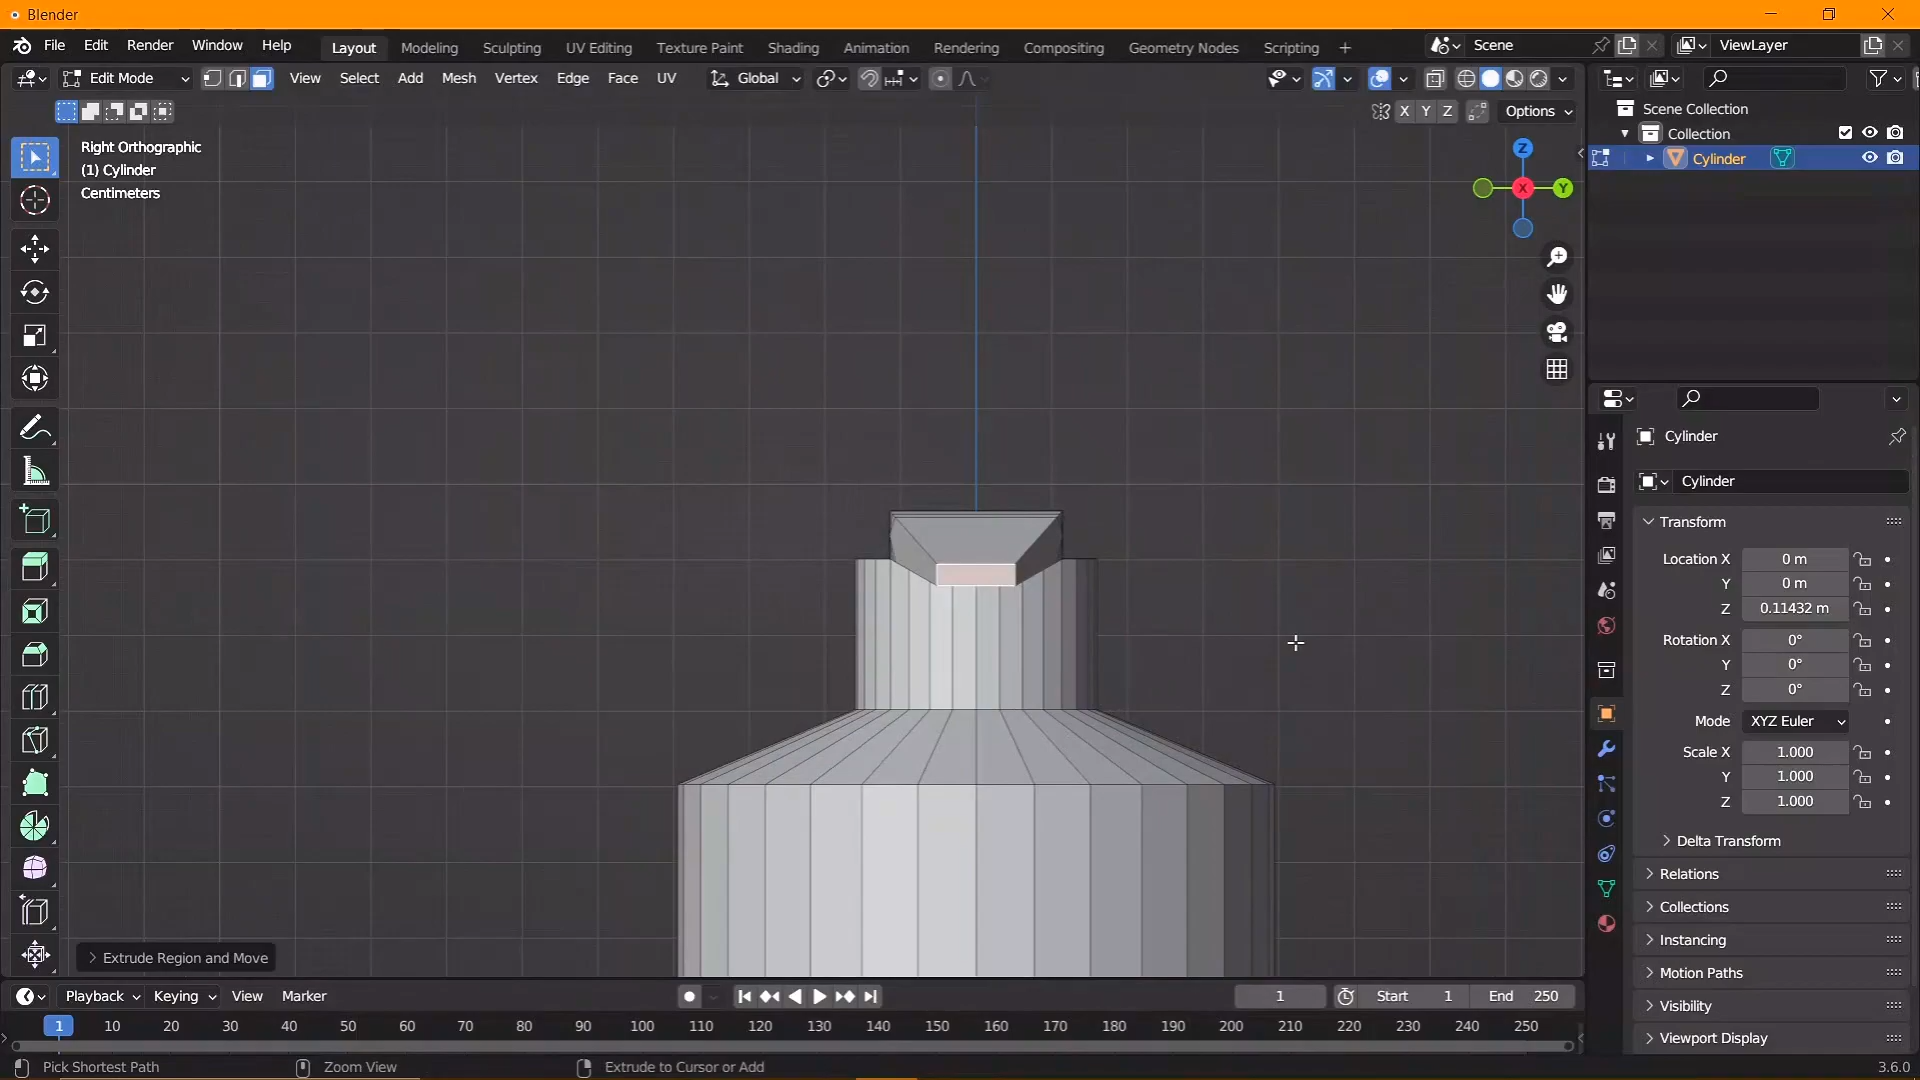 Blender
File Edit Render Window Help Layout Modeling Sculpting UV Editing Texture Paint Shading Animation Rendering Compositing Geometry Nodes Scripting + Scene ViewLayer
Edit Mode View Select Add Mesh Vertex Edge Face UV Global
X Y Z Options
Right Orthographic
(1) Cylinder
Centimeters
Z
X
Y
Scene Collection
Collection
Cylinder
Cylinder
Cylinder
Transform
Location X 0 m
Y 0 m
Z 0.11432 m
Rotation X 0°
Y 0°
Z 0°
Mode XYZ Euler
Scale X 1.000
Y 1.000
Z 1.000
Delta Transform
Relations
Collections
Instancing
Motion Paths
Visibility
Viewport Display
Extrude Region and Move
Playback Keying View Marker 1 Start 1 End 250
1 10 20 30 40 50 60 70 80 90 100 110 120 130 140 150 160 170 180 190 200 210 220 230 240 250
Pick Shortest Path Zoom View Extrude to Cursor or Add 3.6.0